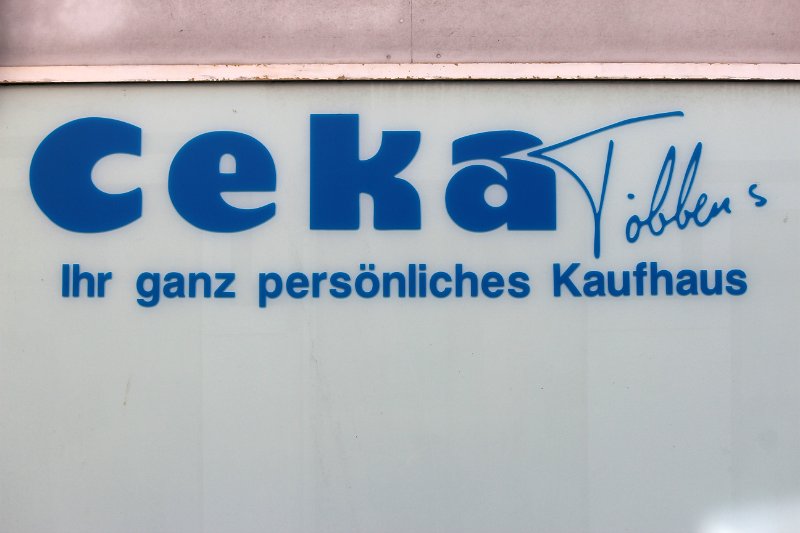 ceka Többens
Ihr ganz persönliches Kaufhaus